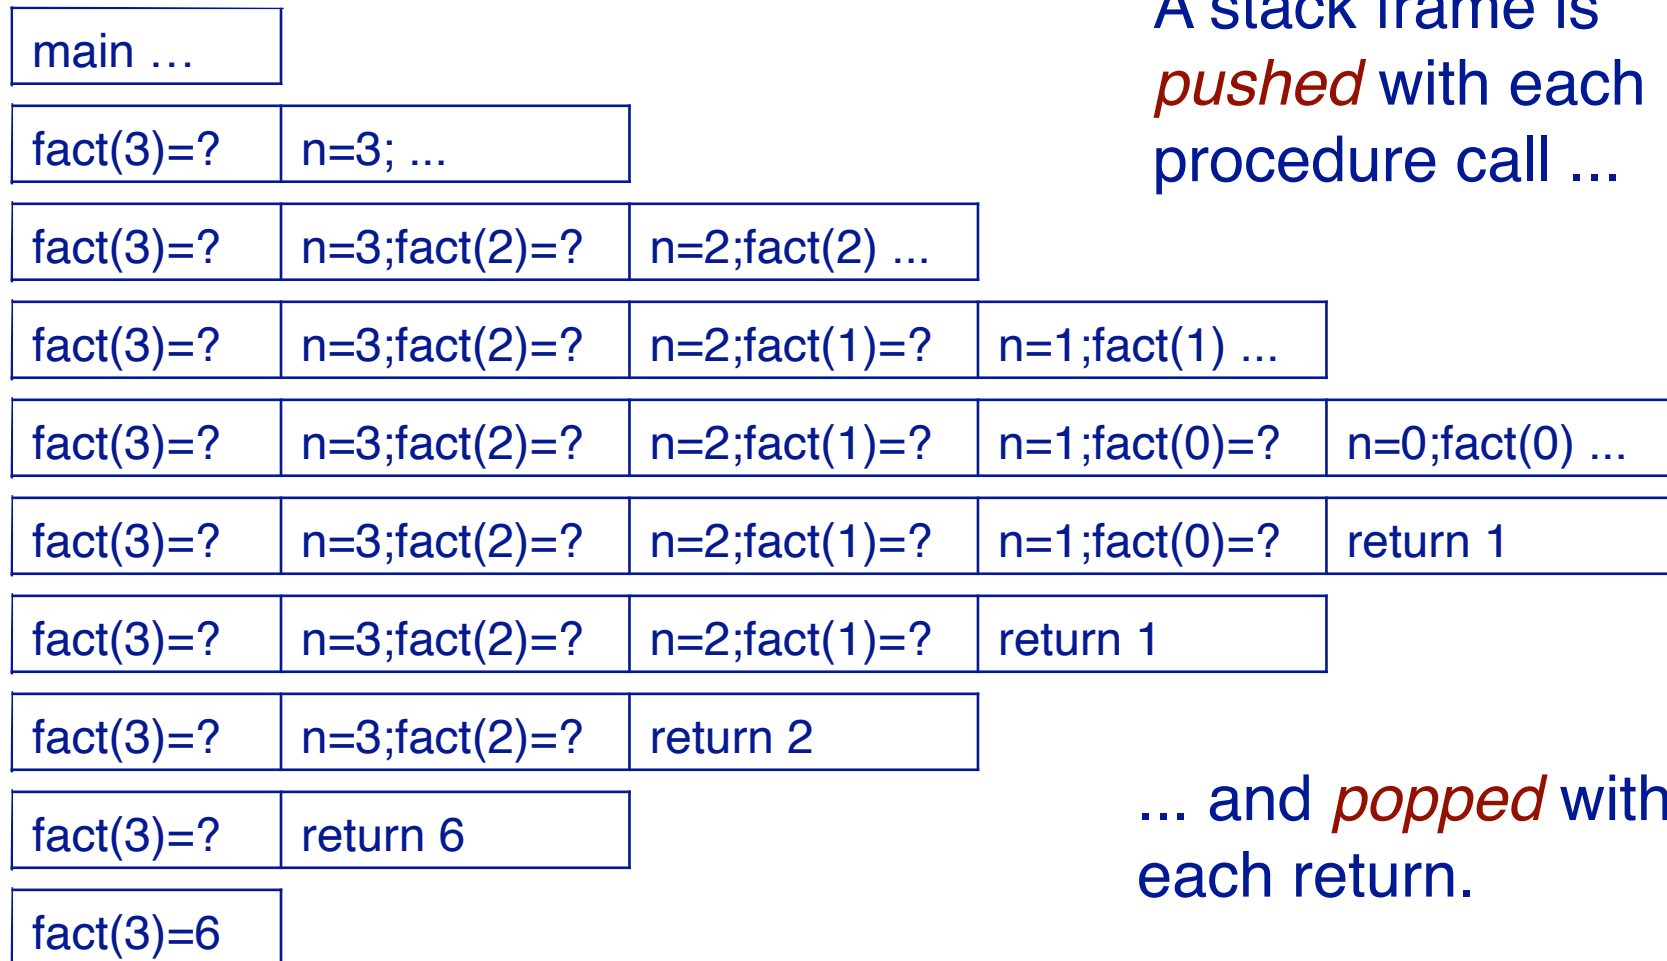 A stack frame is
pushed with each
procedure call ...
main …
fact(3)=? n=3; ...
fact(3)=? n=3;fact(2)=? n=2;fact(2) ...
fact(3)=? n=3;fact(2)=? n=2;fact(1)=? n=1;fact(1) ...
fact(3)=? n=3;fact(2)=? n=2;fact(1)=? n=1;fact(0)=? n=0;fact(0) ...
fact(3)=? n=3;fact(2)=? n=2;fact(1)=? n=1;fact(0)=? return 1
fact(3)=? n=3;fact(2)=? n=2;fact(1)=? return 1
fact(3)=? n=3;fact(2)=? return 2
fact(3)=? return 6
fact(3)=6
... and popped with
each return.